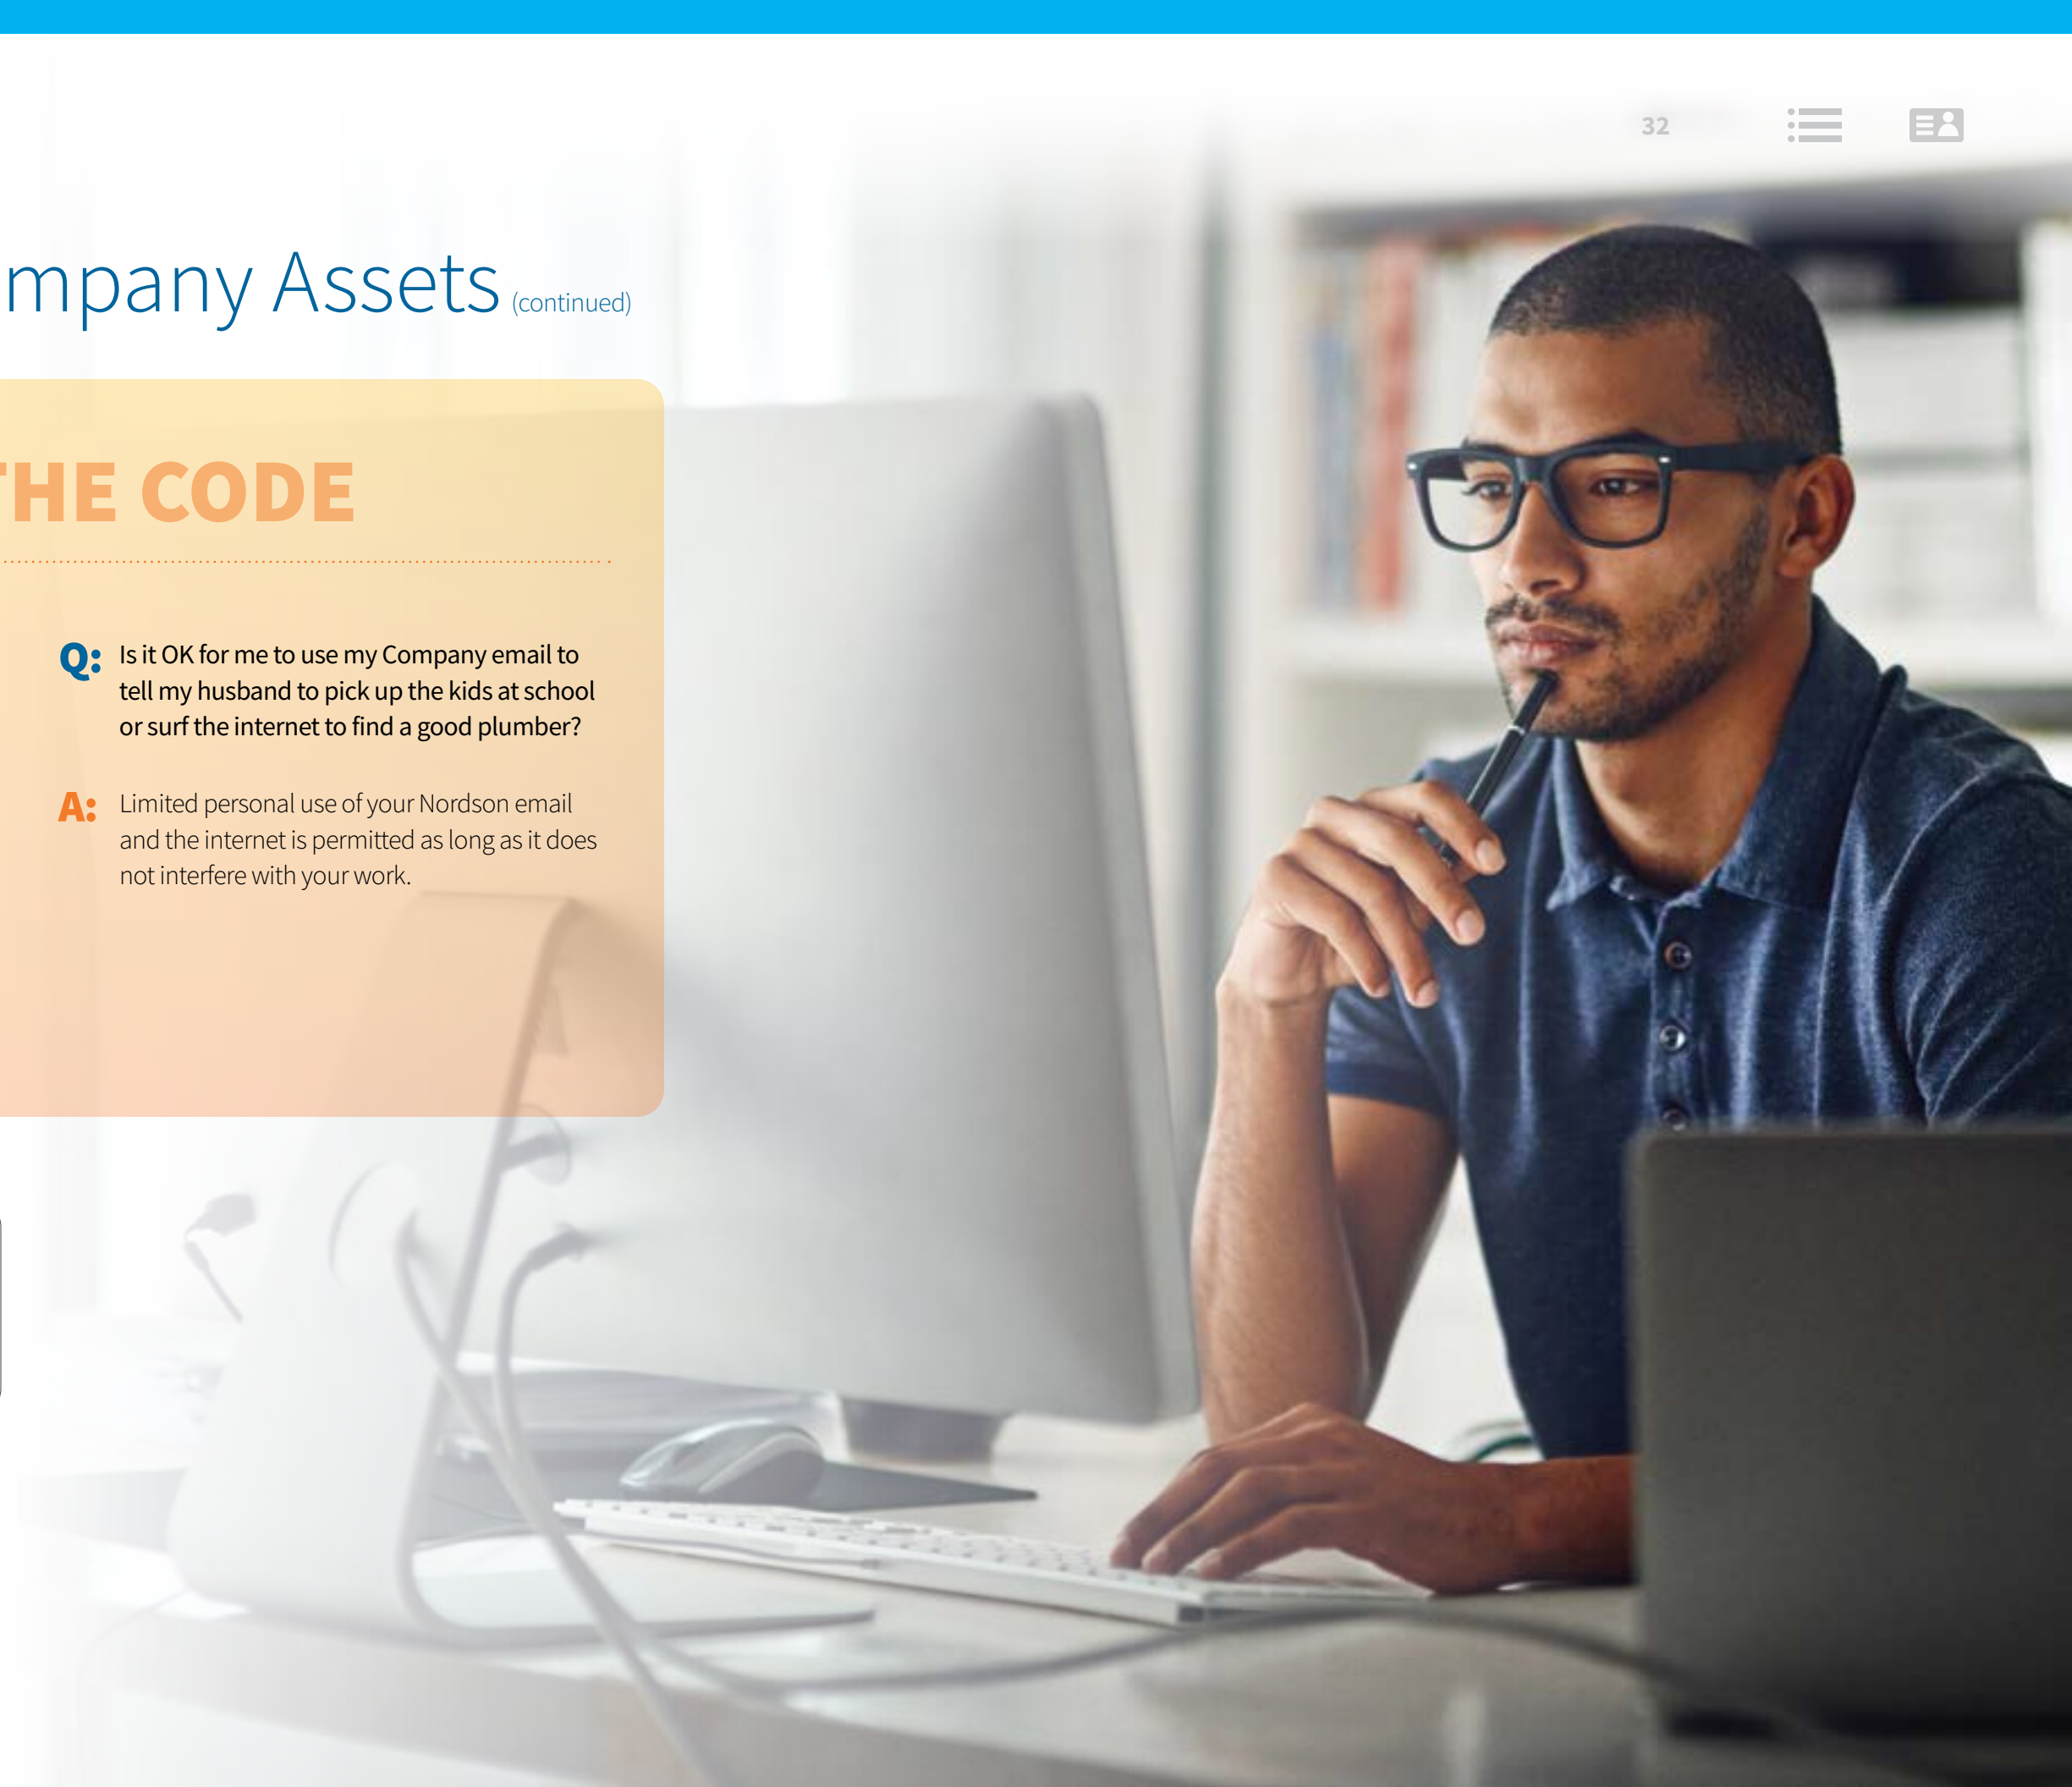 32
mpany Assets (continued)
THE CODE
Q: Is it OK for me to use my Company email to
tell my husband to pick up the kids at school
or surf the internet to find a good plumber?
A: Limited personal use of your Nordson email
and the internet is permitted as long as it does
not interfere with your work.